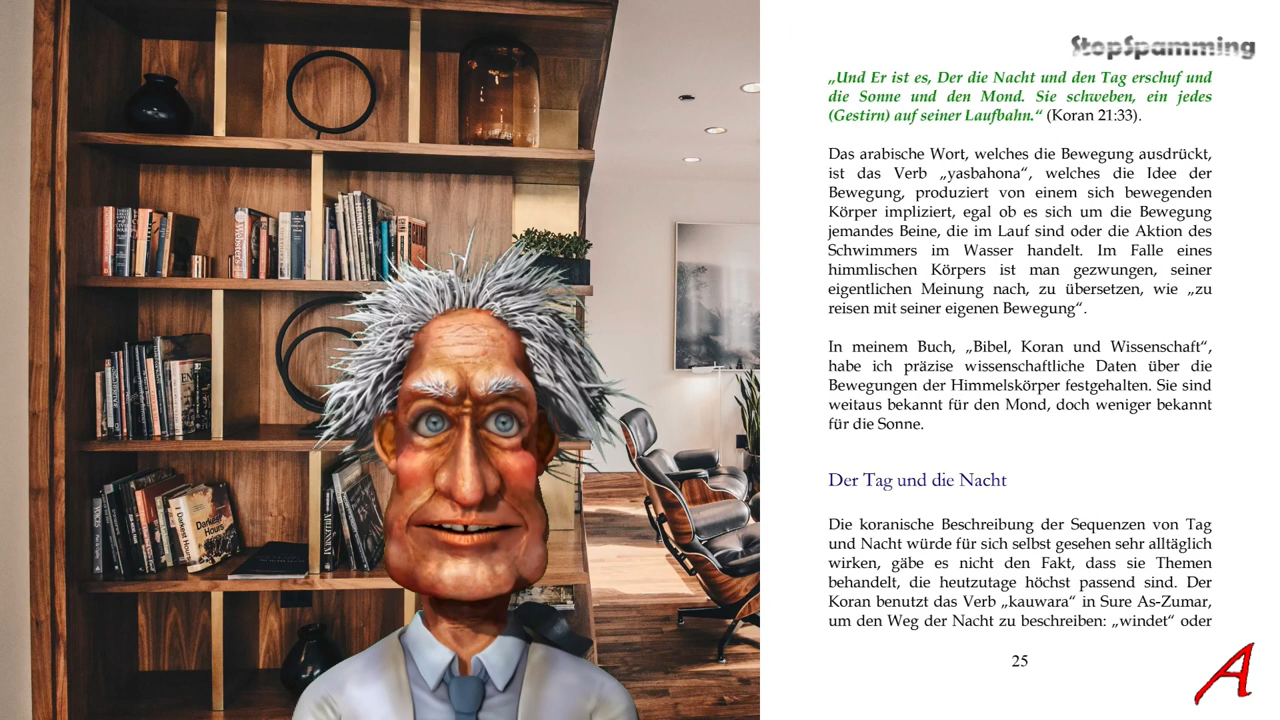 StopSpamming
„Und Er ist es, Der die Nacht und den Tag erschuf und
die Sonne und den Mond. Sie schweben, ein jedes
(Gestirn) auf seiner Laufbahn.“ (Koran 21:33).
Das arabische Wort, welches die Bewegung ausdrückt,
ist das Verb „yasbahona“, welches die Idee der
Bewegung, produziert von einem sich bewegenden
Körper impliziert, egal ob es sich um die Bewegung
jemandes Beine, die im Lauf sind oder die Aktion des
Schwimmers im Wasser handelt. Im Falle eines
himmlischen Körpers ist man gezwungen, seiner
eigentlichen Meinung nach, zu übersetzen, wie „zu
reisen mit seiner eigenen Bewegung“.
In meinem Buch, „Bibel, Koran und Wissenschaft“,
habe ich präzise wissenschaftliche Daten über die
Bewegungen der Himmelskörper festgehalten. Sie sind
weitaus bekannt für den Mond, doch weniger bekannt
für die Sonne.
Der Tag und die Nacht
Die koranische Beschreibung der Sequenzen von Tag
und Nacht würde für sich selbst gesehen sehr alltäglich
wirken, gäbe es nicht den Fakt, dass sie Themen
behandelt, die heutzutage höchst passend sind. Der
Koran benutzt das Verb „kauwara“ in Sure As-Zumar,
um den Weg der Nacht zu beschreiben: „windet“ oder
25
A
Webster's
Darkest
Hours
Darkest Hours
MILLENNIUM